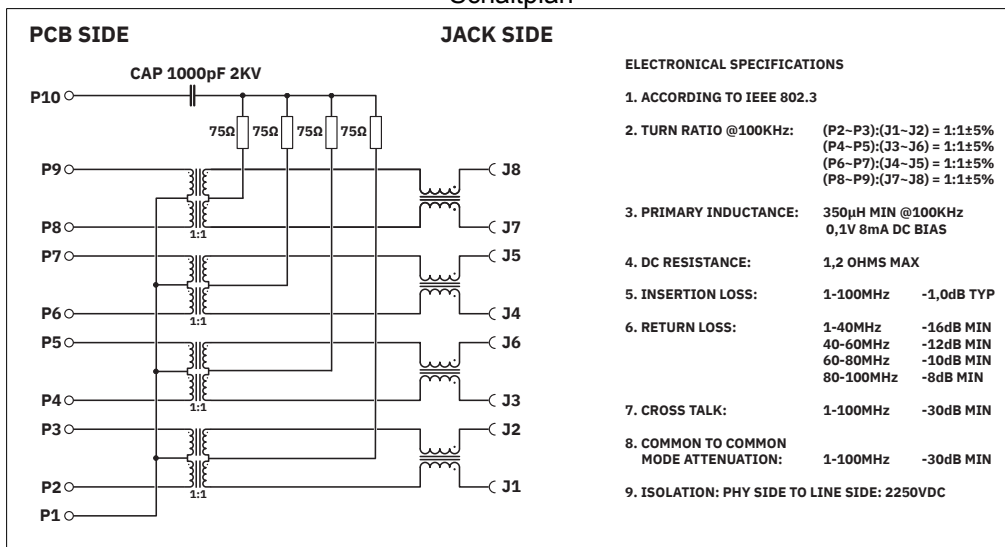 Schaltplan
PCB SIDE
JACK SIDE
CAP 1000pF 2KV
P10
75Ω 75Ω 75Ω 75Ω
P9
J8
P8
J7
1:1
P7
J5
P6
J4
1:1
P5
J6
P4
J3
1:1
P3
J2
P2
J1
1:1
P1
ELECTRONICAL SPECIFICATIONS
1. ACCORDING TO IEEE 802.3
2. TURN RATIO @100KHz: (P2~P3):(J1~J2) = 1:1±5%
(P4~P5):(J3~J6) = 1:1±5%
(P6~P7):(J4~J5) = 1:1±5%
(P8~P9):(J7~J8) = 1:1±5%
3. PRIMARY INDUCTANCE: 350µH MIN @100KHz
0,1V 8mA DC BIAS
4. DC RESISTANCE: 1,2 OHMS MAX
5. INSERTION LOSS: 1-100MHz -1,0dB TYP
6. RETURN LOSS: 1-40MHz -16dB MIN
40-60MHz -12dB MIN
60-80MHz -10dB MIN
80-100MHz -8dB MIN
7. CROSS TALK: 1-100MHz -30dB MIN
8. COMMON TO COMMON
MODE ATTENUATION: 1-100MHz -30dB MIN
9. ISOLATION: PHY SIDE TO LINE SIDE: 2250VDC